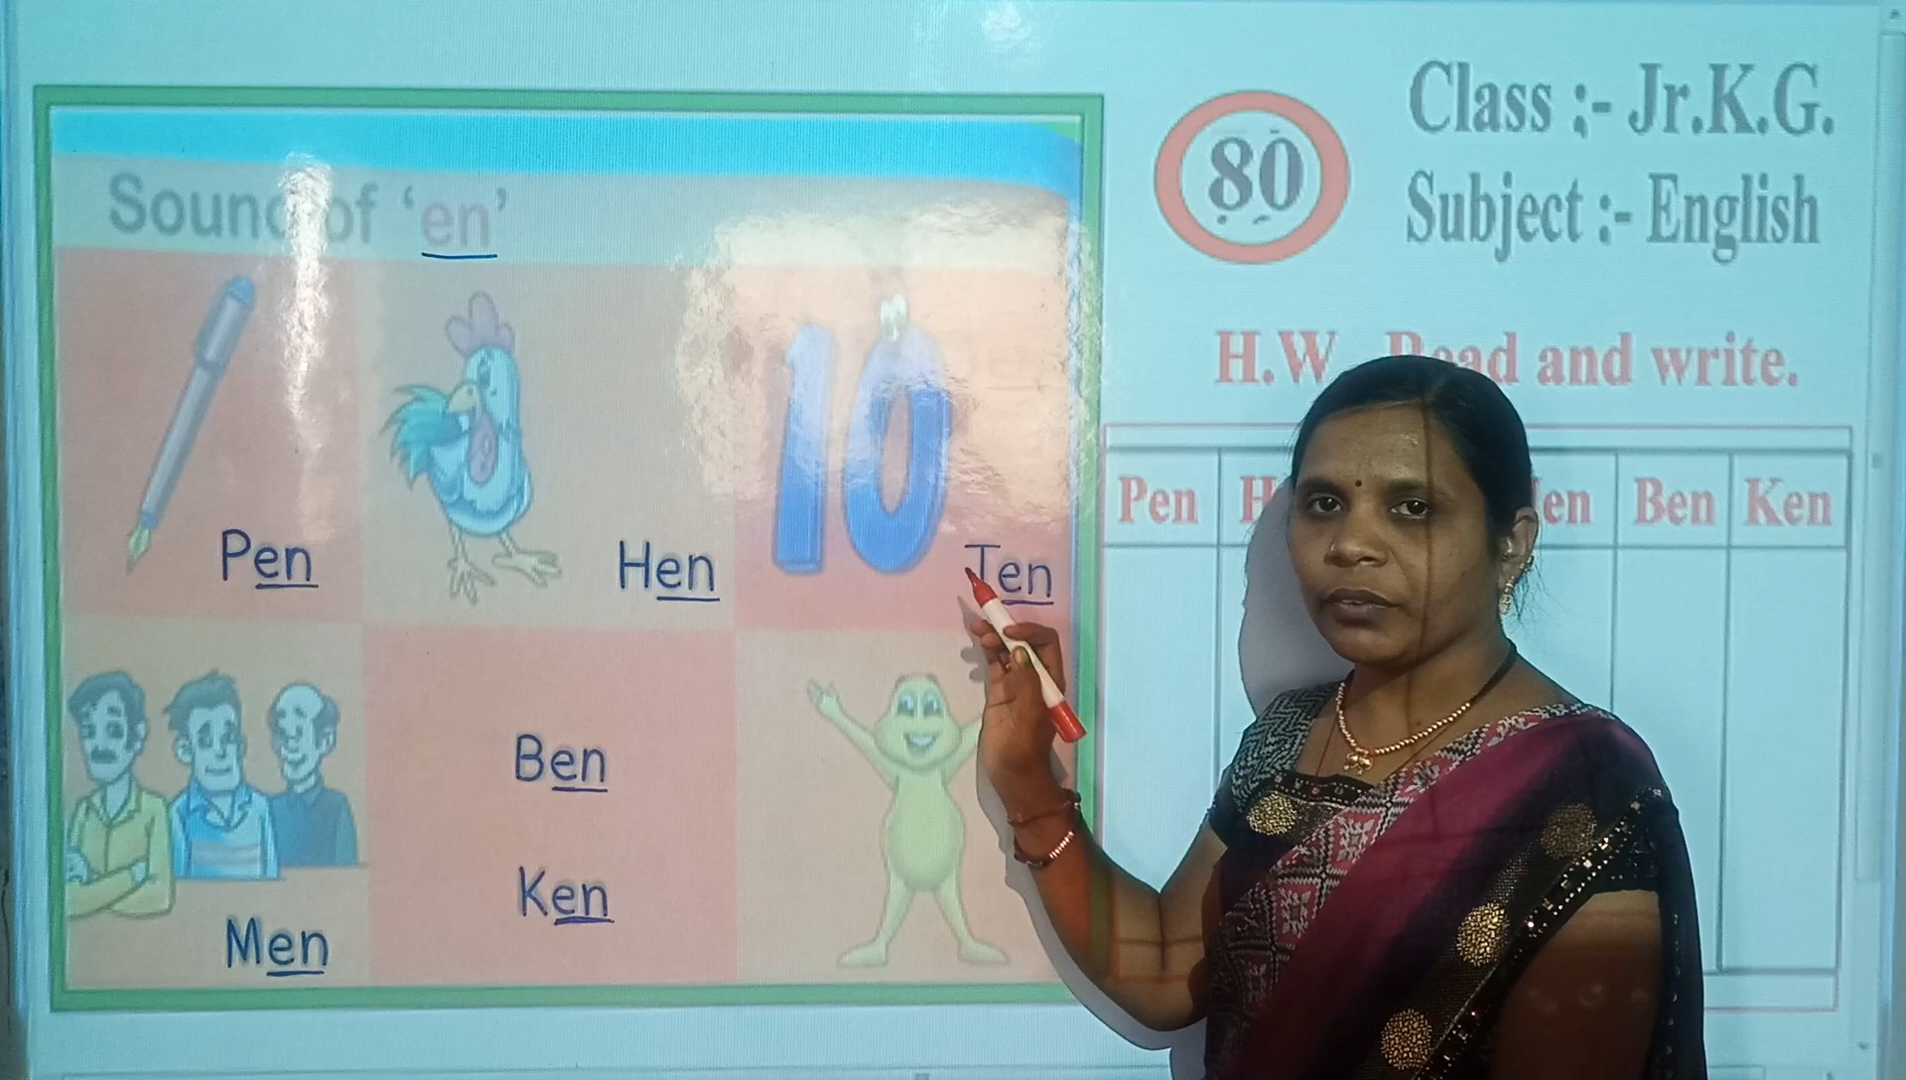 Sound of 'en'
Pen
Hen
Ten
Men
Ben
Ken
80
Class :- Jr.K.G.
Subject :- English
H.W. Read and write.
Pen Ben Ken